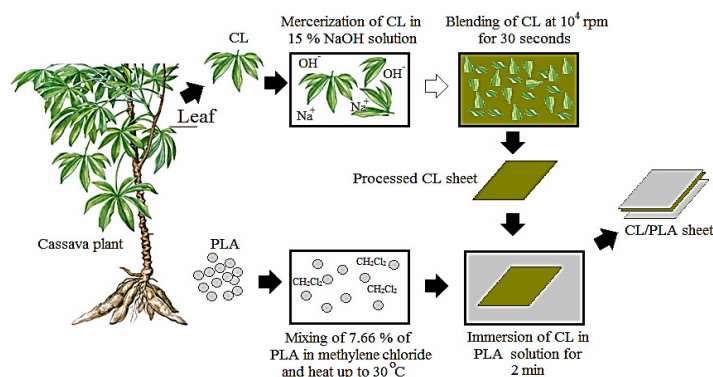 CL
Mercerization of CL in
15 % NaOH solution
Blending of CL at 10⁴ rpm
for 30 seconds
OH⁻
OH⁻
Na⁺
Na⁺
Leaf
Processed CL sheet
CL/PLA sheet
Cassava plant
PLA
CH₂Cl₂
CH₂Cl₂
CH₂Cl₂
CH₂Cl₂
Mixing of 7.66 % of
PLA in methylene chloride
and heat up to 30 °C
Immersion of CL in
PLA solution for
2 min